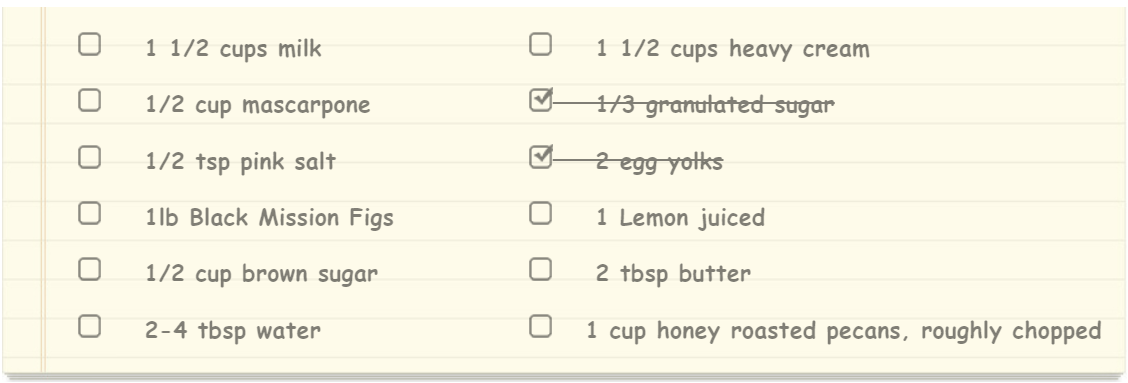 1 1/2 cups milk
1 1/2 cups heavy cream
1/2 cup mascarpone
1/3 granulated sugar
1/2 tsp pink salt
2 egg yolks
1lb Black Mission Figs
1 Lemon juiced
1/2 cup brown sugar
2 tbsp butter
2-4 tbsp water
1 cup honey roasted pecans, roughly chopped